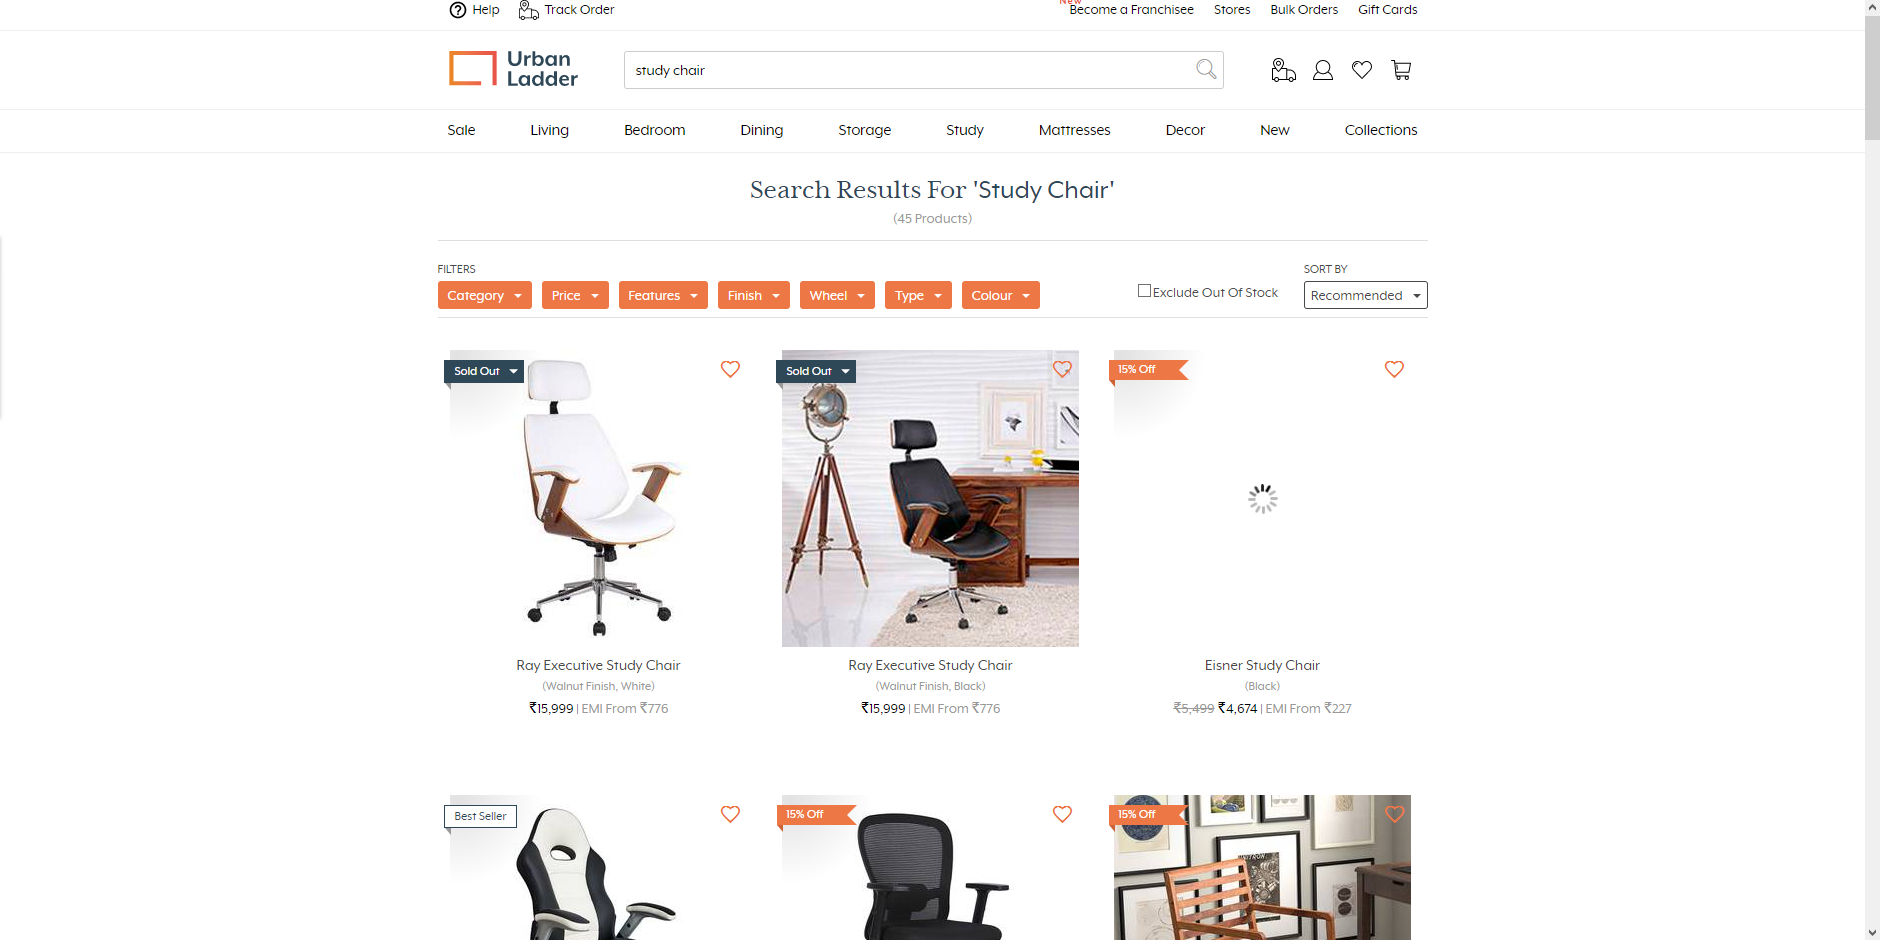 Help Track Order New Become a Franchisee Stores Bulk Orders Gift Cards
Urban
Ladder
study chair
Sale Living Bedroom Dining Storage Study Mattresses Decor New Collections
Search Results For 'Study Chair'
(45 Products)
FILTERS SORT BY
Category Price Features Finish Wheel Type Colour Exclude Out Of Stock Recommended
Sold Out Sold Out 15% Off
Ray Executive Study Chair Ray Executive Study Chair Eisner Study Chair
(Walnut Finish, White) (Walnut Finish, Black) (Black)
₹15,999 | EMI From ₹776 ₹15,999 | EMI From ₹776 ₹5,499 ₹4,674 | EMI From ₹227
Best Seller 15% Off 15% Off